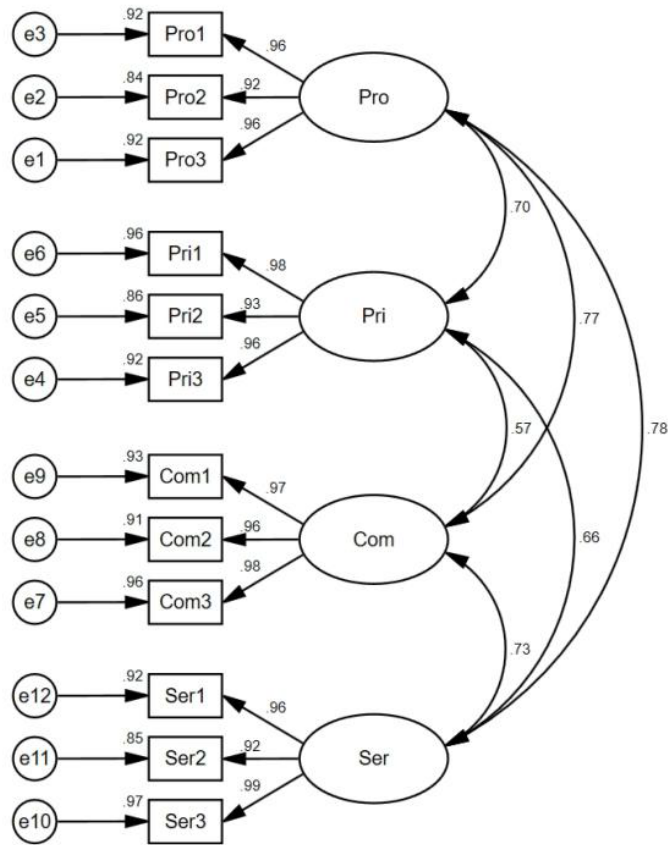 .92
e3
Pro1
.96
.84
e2
Pro2
.92
Pro
.92
e1
Pro3
.96
.70
.96
e6
Pri1
.98
.86
e5
Pri2
.93
Pri
.77
.92
e4
Pri3
.96
.57
.78
.93
e9
Com1
.97
.91
e8
Com2
.96
Com
.66
.96
e7
Com3
.98
.73
.92
e12
Ser1
.96
.85
e11
Ser2
.92
Ser
.97
e10
Ser3
.99